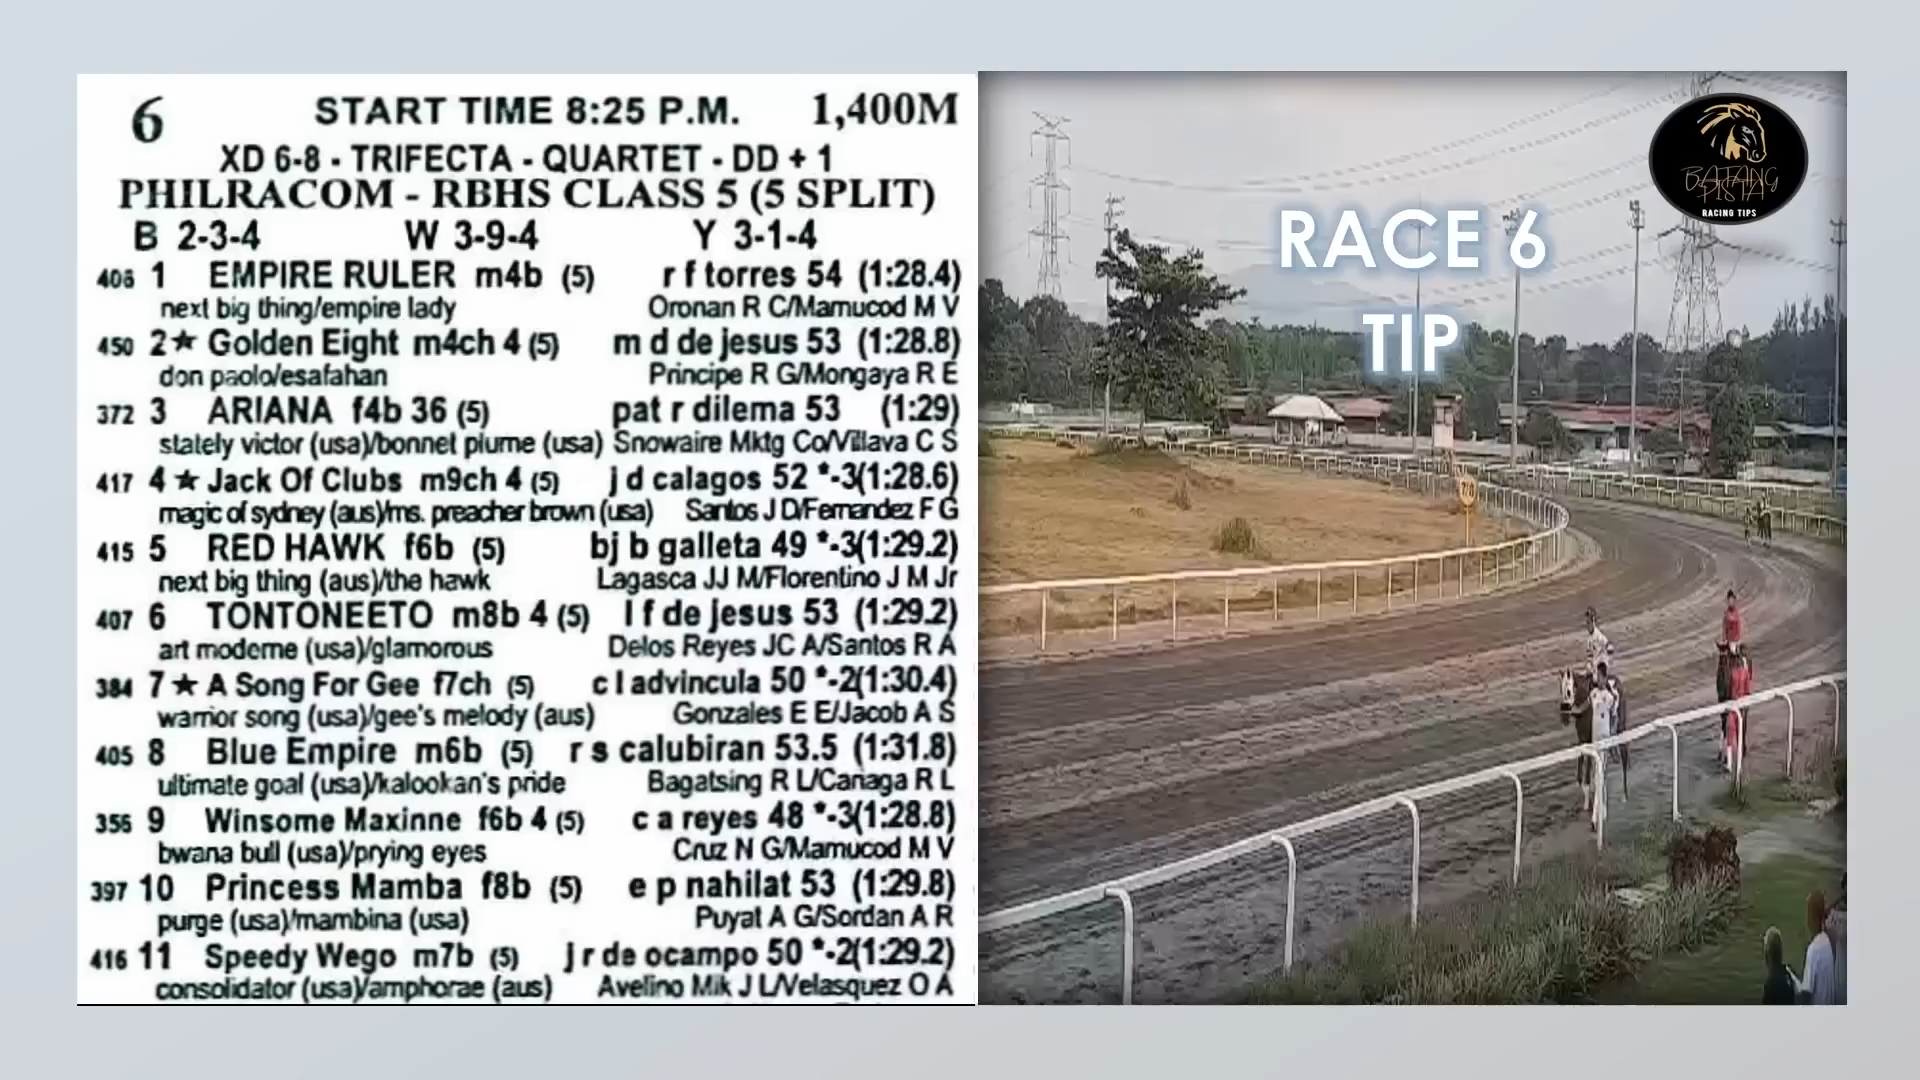 6 START TIME 8:25 P.M. 1,400M
XD 6-8 - TRIFECTA - QUARTET - DD + 1
PHILRACOM - RBHS CLASS 5 (5 SPLIT)
B 2-3-4 W 3-9-4 Y 3-1-4
406 1 EMPIRE RULER m4b (5) r f torres 54 (1:28.4)
next big thing/empire lady Oronan R C/Mamucod M V
450 2★ Golden Eight m4ch 4 (5) m d de jesus 53 (1:28.8)
don paolo/esafahan Principe R G/Mongaya R E
372 3 ARIANA f4b 36 (5) pat r dilema 53 (1:29)
stately victor (usa)/bonnet plume (usa) Snowaire Mktg Co/Villava C S
417 4 ★ Jack Of Clubs m9ch 4 (5) j d calagos 52 *-3(1:28.6)
magic of sydney (aus)/ms. preacher brown (usa) Santos J D/Fernandez F G
415 5 RED HAWK f6b (5) bj b galleta 49 *-3(1:29.2)
next big thing (aus)/the hawk Lagasca JJ M/Florentino J M Jr
407 6 TONTONEETO m8b 4 (5) l f de jesus 53 (1:29.2)
art moderne (usa)/glamorous Delos Reyes JC A/Santos R A
384 7 ★ A Song For Gee f7ch (5) c l advincula 50 *-2(1:30.4)
warrior song (usa)/gee's melody (aus) Gonzales E E/Jacob A S
405 8 Blue Empire m6b (5) r s calubiran 53.5 (1:31.8)
ultimate goal (usa)/kalookan's pride Bagatsing R L/Cariaga R L
356 9 Winsome Maxinne f6b 4 (5) c a reyes 48 *-3(1:28.8)
bwana bull (usa)/prying eyes Cruz N G/Mamucod M V
397 10 Princess Mamba f8b (5) e p nahilat 53 (1:29.8)
purge (usa)/mambina (usa) Puyat A G/Sordan A R
416 11 Speedy Wego m7b (5) j r de ocampo 50 *-2(1:29.2)
consolidator (usa)/amphorae (aus) Avelino Mik J L/Velasquez O A
RACE 6
TIP
BATANG
PISTA
RACING TIPS